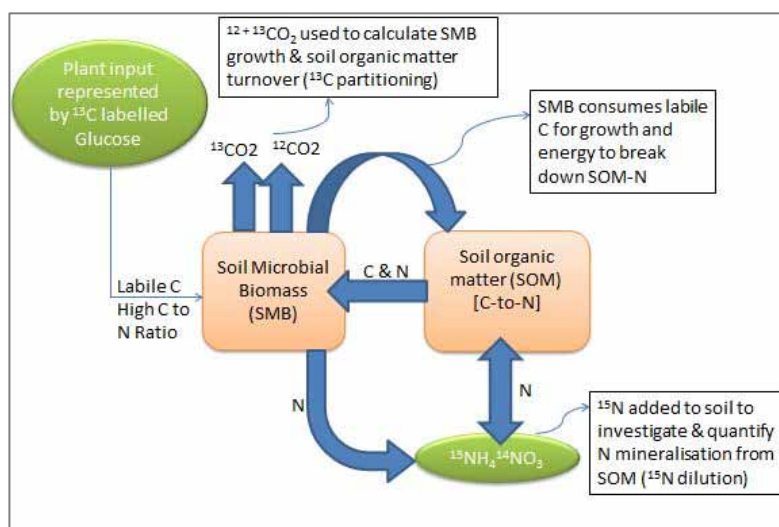 Plant input
represented
by ¹³C labelled
Glucose
¹² ⁺ ¹³CO₂ used to calculate SMB
growth & soil organic matter
turnover (¹³C partitioning)
¹³CO2
¹²CO2
SMB consumes labile
C for growth and
energy to break
down SOM-N
Labile C
High C to
N Ratio
Soil Microbial
Biomass
(SMB)
C & N
Soil organic
matter (SOM)
[C-to-N]
N
N
¹⁵NH₄¹⁴NO₃
¹⁵N added to soil to
investigate & quantify
N mineralisation from
SOM (¹⁵N dilution)